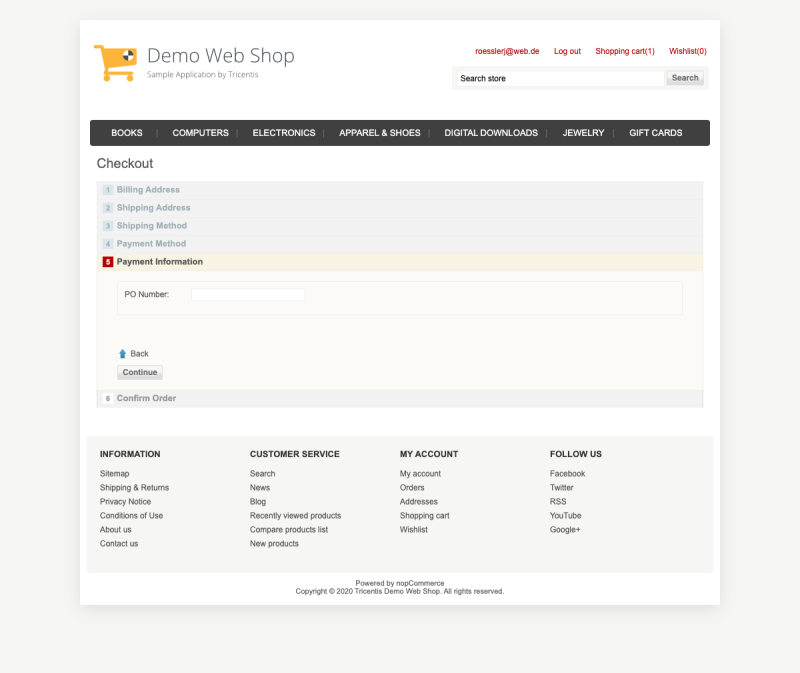 Demo Web Shop
Sample Application by Tricentis
roesslerj@web.de Log out Shopping cart(1) Wishlist(0)
Search store Search
BOOKS | COMPUTERS | ELECTRONICS | APPAREL & SHOES | DIGITAL DOWNLOADS | JEWELRY | GIFT CARDS
Checkout
1 Billing Address
2 Shipping Address
3 Shipping Method
4 Payment Method
5 Payment Information
PO Number:
Back
Continue
6 Confirm Order
INFORMATION
Sitemap
Shipping & Returns
Privacy Notice
Conditions of Use
About us
Contact us
CUSTOMER SERVICE
Search
News
Blog
Recently viewed products
Compare products list
New products
MY ACCOUNT
My account
Orders
Addresses
Shopping cart
Wishlist
FOLLOW US
Facebook
Twitter
RSS
YouTube
Google+
Powered by nopCommerce
Copyright © 2020 Tricentis Demo Web Shop. All rights reserved.